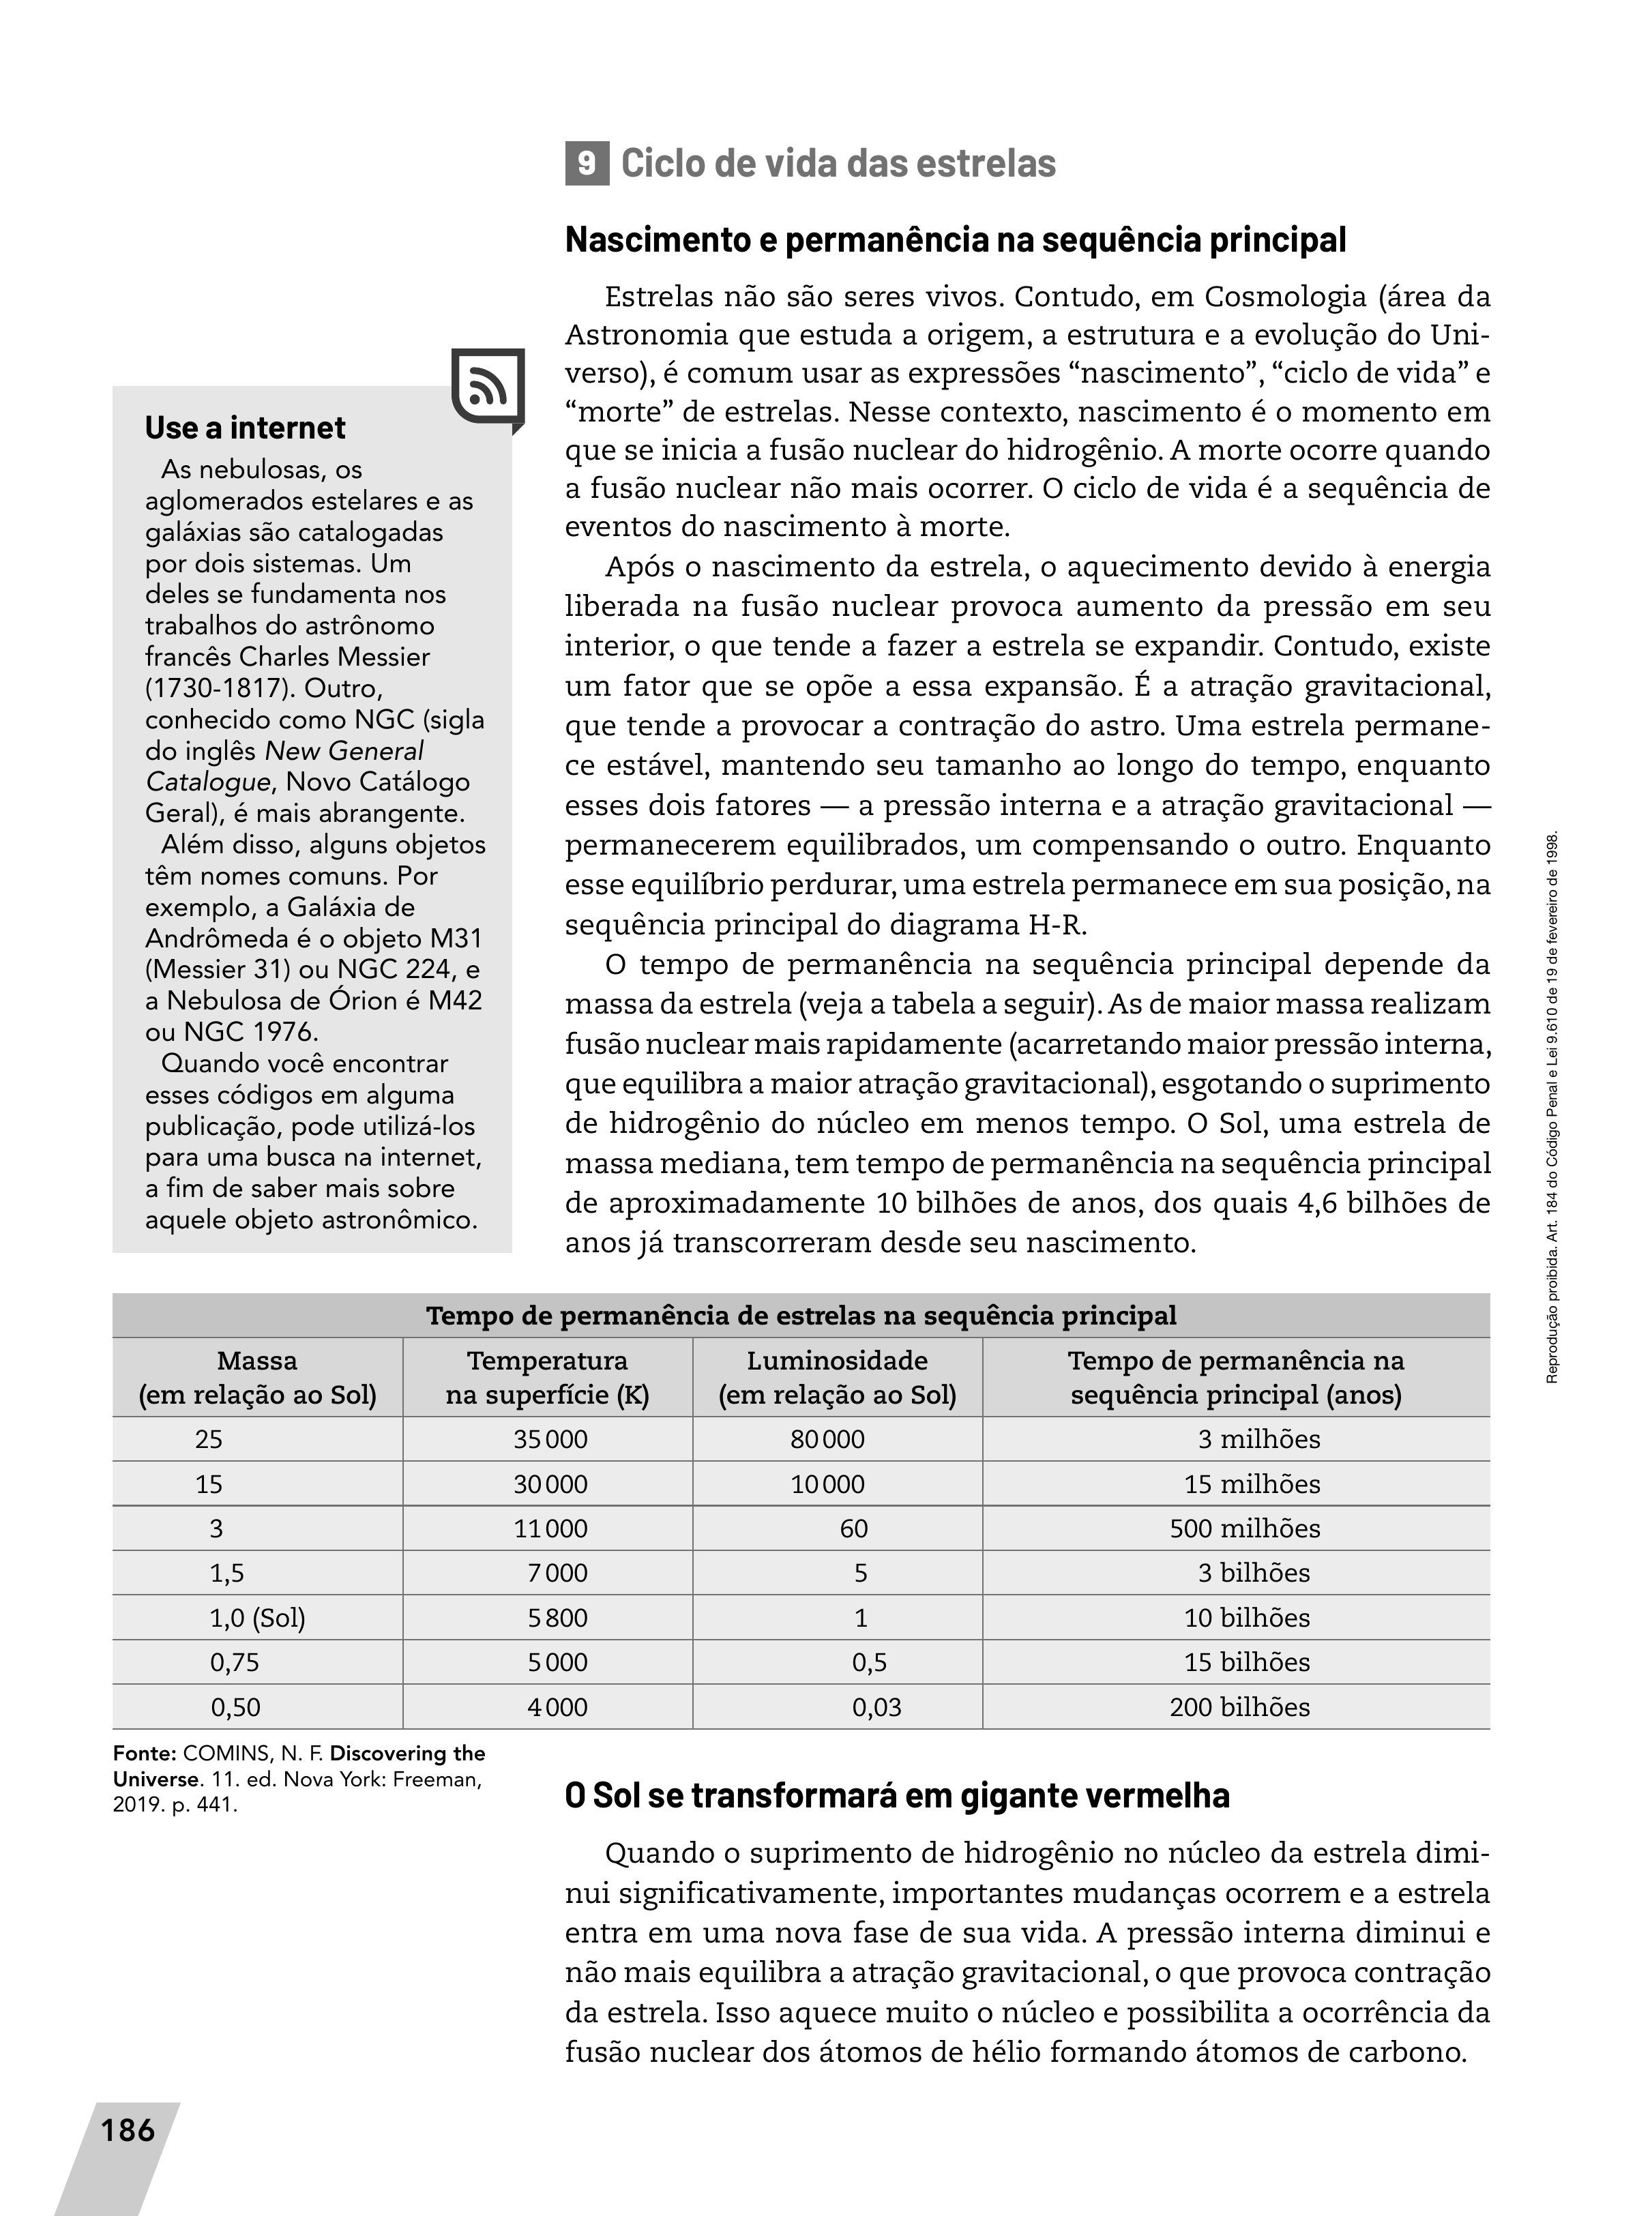 9 Ciclo de vida das estrelas
Nascimento e permanência na sequência principal
Estrelas não são seres vivos. Contudo, em Cosmologia (área da
Astronomia que estuda a origem, a estrutura e a evolução do Uni-
verso), é comum usar as expressões “nascimento”, “ciclo de vida” e
“morte” de estrelas. Nesse contexto, nascimento é o momento em
que se inicia a fusão nuclear do hidrogênio. A morte ocorre quando
a fusão nuclear não mais ocorrer. O ciclo de vida é a sequência de
eventos do nascimento à morte.
Após o nascimento da estrela, o aquecimento devido à energia
liberada na fusão nuclear provoca aumento da pressão em seu
interior, o que tende a fazer a estrela se expandir. Contudo, existe
um fator que se opõe a essa expansão. É a atração gravitacional,
que tende a provocar a contração do astro. Uma estrela permane-
ce estável, mantendo seu tamanho ao longo do tempo, enquanto
esses dois fatores — a pressão interna e a atração gravitacional —
permanecerem equilibrados, um compensando o outro. Enquanto
esse equilíbrio perdurar, uma estrela permanece em sua posição, na
sequência principal do diagrama H-R.
O tempo de permanência na sequência principal depende da
massa da estrela (veja a tabela a seguir). As de maior massa realizam
fusão nuclear mais rapidamente (acarretando maior pressão interna,
que equilibra a maior atração gravitacional), esgotando o suprimento
de hidrogênio do núcleo em menos tempo. O Sol, uma estrela de
massa mediana, tem tempo de permanência na sequência principal
de aproximadamente 10 bilhões de anos, dos quais 4,6 bilhões de
anos já transcorreram desde seu nascimento.
Use a internet
As nebulosas, os
aglomerados estelares e as
galáxias são catalogadas
por dois sistemas. Um
deles se fundamenta nos
trabalhos do astrônomo
francês Charles Messier
(1730-1817). Outro,
conhecido como NGC (sigla
do inglês New General
Catalogue, Novo Catálogo
Geral), é mais abrangente.
Além disso, alguns objetos
têm nomes comuns. Por
exemplo, a Galáxia de
Andrômeda é o objeto M31
(Messier 31) ou NGC 224, e
a Nebulosa de Órion é M42
ou NGC 1976.
Quando você encontrar
esses códigos em alguma
publicação, pode utilizá-los
para uma busca na internet,
a fim de saber mais sobre
aquele objeto astronômico.
Tempo de permanência de estrelas na sequência principal
Massa Temperatura Luminosidade Tempo de permanência na
(em relação ao Sol) na superfície (K) (em relação ao Sol) sequência principal (anos)
25 35 000 80 000 3 milhões
15 30 000 10 000 15 milhões
3 11 000 60 500 milhões
1,5 7 000 5 3 bilhões
1,0 (Sol) 5 800 1 10 bilhões
0,75 5 000 0,5 15 bilhões
0,50 4 000 0,03 200 bilhões
Fonte: COMINS, N. F. Discovering the
Universe. 11. ed. Nova York: Freeman,
2019. p. 441.
O Sol se transformará em gigante vermelha
Quando o suprimento de hidrogênio no núcleo da estrela dimi-
nui significativamente, importantes mudanças ocorrem e a estrela
entra em uma nova fase de sua vida. A pressão interna diminui e
não mais equilibra a atração gravitacional, o que provoca contração
da estrela. Isso aquece muito o núcleo e possibilita a ocorrência da
fusão nuclear dos átomos de hélio formando átomos de carbono.
186
Reprodução proibida. Art. 184 do Código Penal e Lei 9.610 de 19 de fevereiro de 1998.